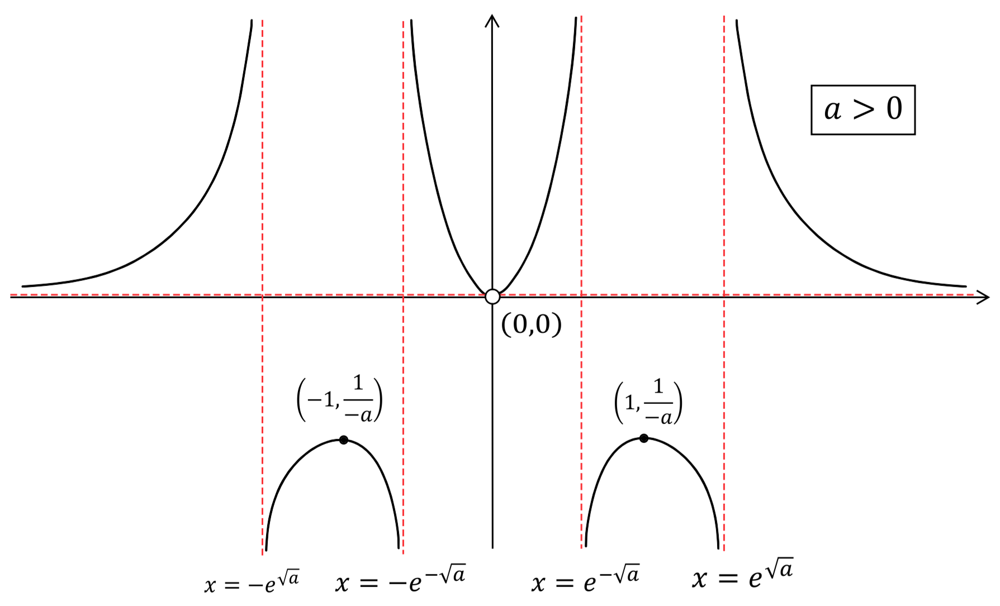 a > 0
(0,0)
(−1, 1/−a)
(1, 1/−a)
x = −e^√a
x = −e^−√a
x = e^−√a
x = e^√a